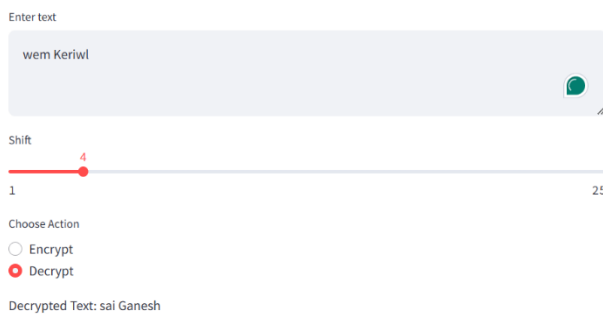 Enter text
wem Keriwl
Shift
4
1 25
Choose Action
Encrypt
Decrypt
Decrypted Text: sai Ganesh